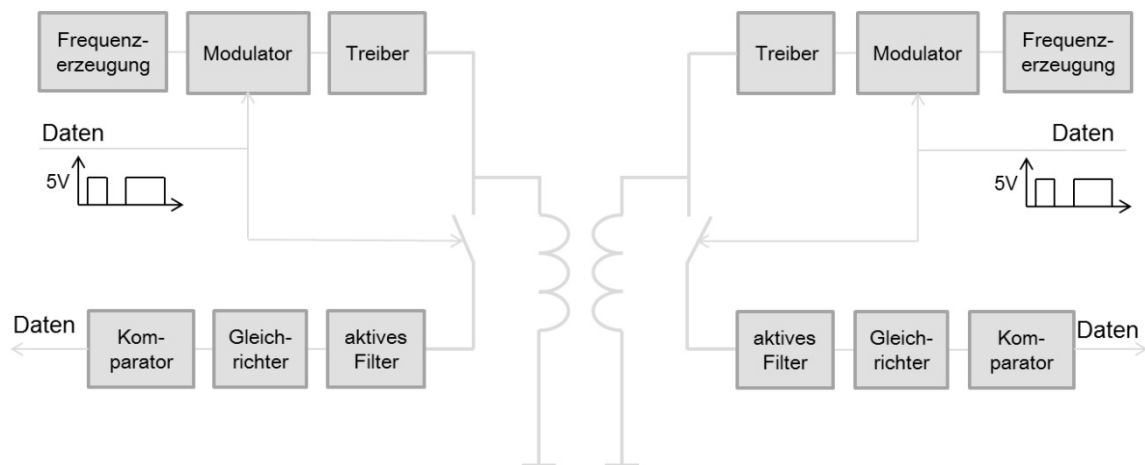 Frequenz-
erzeugung
Modulator
Treiber
Treiber
Modulator
Frequenz-
erzeugung
Daten
5V
Daten
5V
Daten
Kom-
parator
Gleich-
richter
aktives
Filter
aktives
Filter
Gleich-
richter
Kom-
parator
Daten